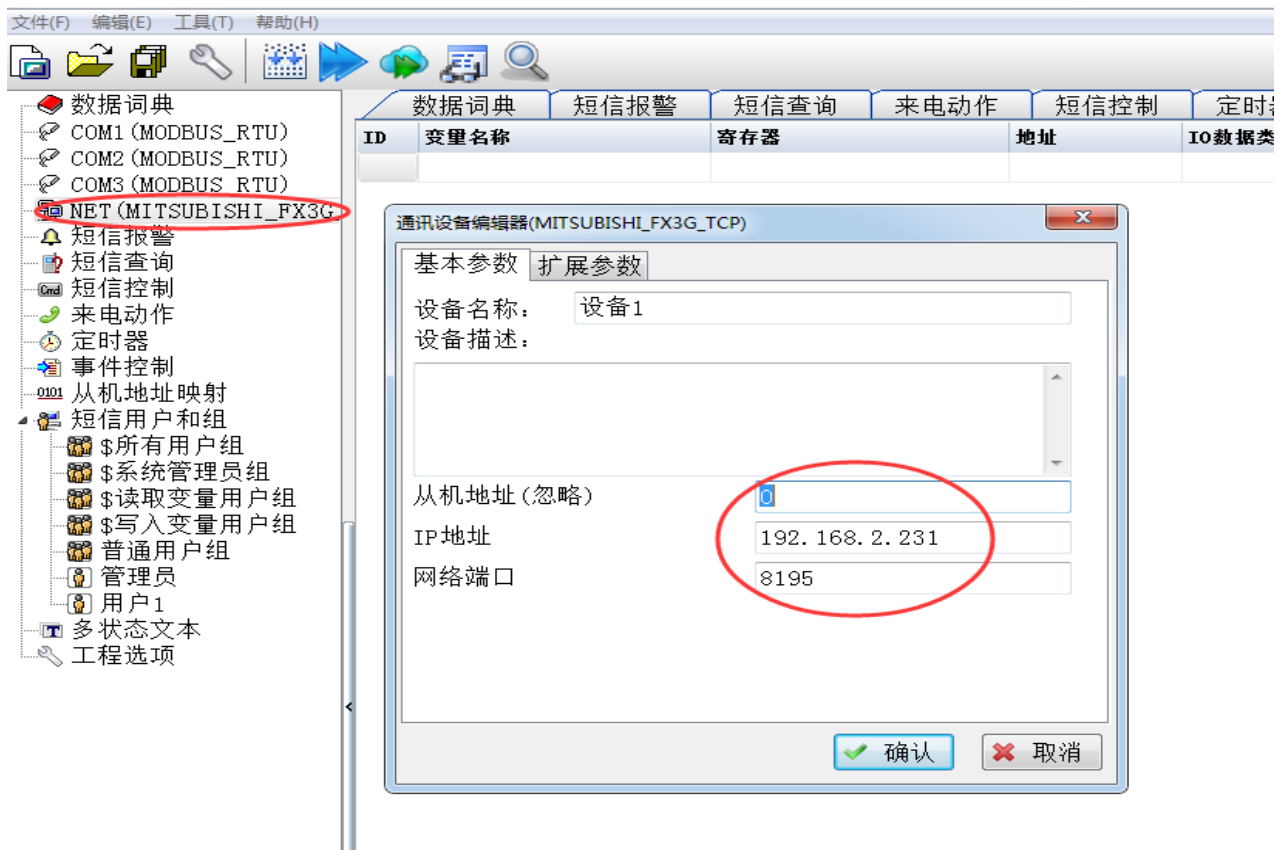 文件(F) 编辑(E) 工具(T) 帮助(H)
数据词典
COM1(MODBUS_RTU)
COM2(MODBUS_RTU)
COM3(MODBUS_RTU)
NET(MITSUBISHI_FX3G_
短信报警
短信查询
Cmd 短信控制
来电动作
定时器
事件控制
0101 从机地址映射
短信用户和组
$所有用户组
$系统管理员组
$读取变量用户组
$写入变量用户组
普通用户组
管理员
用户1
多状态文本
工程选项
数据词典 短信报警 短信查询 来电动作 短信控制 定时器
ID 变量名称 寄存器 地址 IO数据类
通讯设备编辑器(MITSUBISHI_FX3G_TCP)
基本参数 扩展参数
设备名称: 设备1
设备描述:
从机地址(忽略) 0
IP地址 192.168.2.231
网络端口 8195
确认 取消